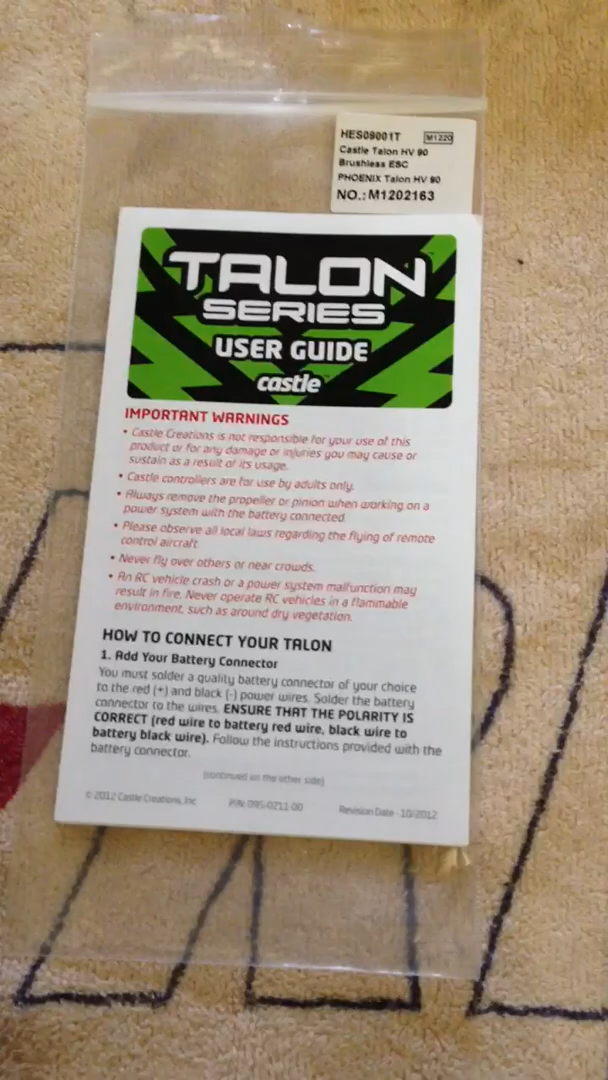 HES09001T M1220
Castle Talon HV 90
Brushless ESC
PHOENIX Talon HV 90
NO.: M1202163
TALON
SERIES
USER GUIDE
castle
IMPORTANT WARNINGS
• Castle Creations is not responsible for your use of this
product or for any damage or injuries you may cause or
sustain as a result of its usage.
• Castle controllers are for use by adults only.
• Always remove the propeller or pinion when working on a
power system with the battery connected.
• Please observe all local laws regarding the flying of remote
control aircraft.
• Never fly over others or near crowds.
• An RC vehicle crash or a power system malfunction may
result in fire. Never operate RC vehicles in a flammable
environment, such as around dry vegetation.
HOW TO CONNECT YOUR TALON
1. Add Your Battery Connector
You must solder a quality battery connector of your choice
to the red (+) and black (-) power wires. Solder the battery
connector to the wires. ENSURE THAT THE POLARITY IS
CORRECT (red wire to battery red wire, black wire to
battery black wire). Follow the instructions provided with the
battery connector.
(continued on the other side)
© 2012 Castle Creations, Inc. P/N: 095-0211-00 Revision Date - 10/2012